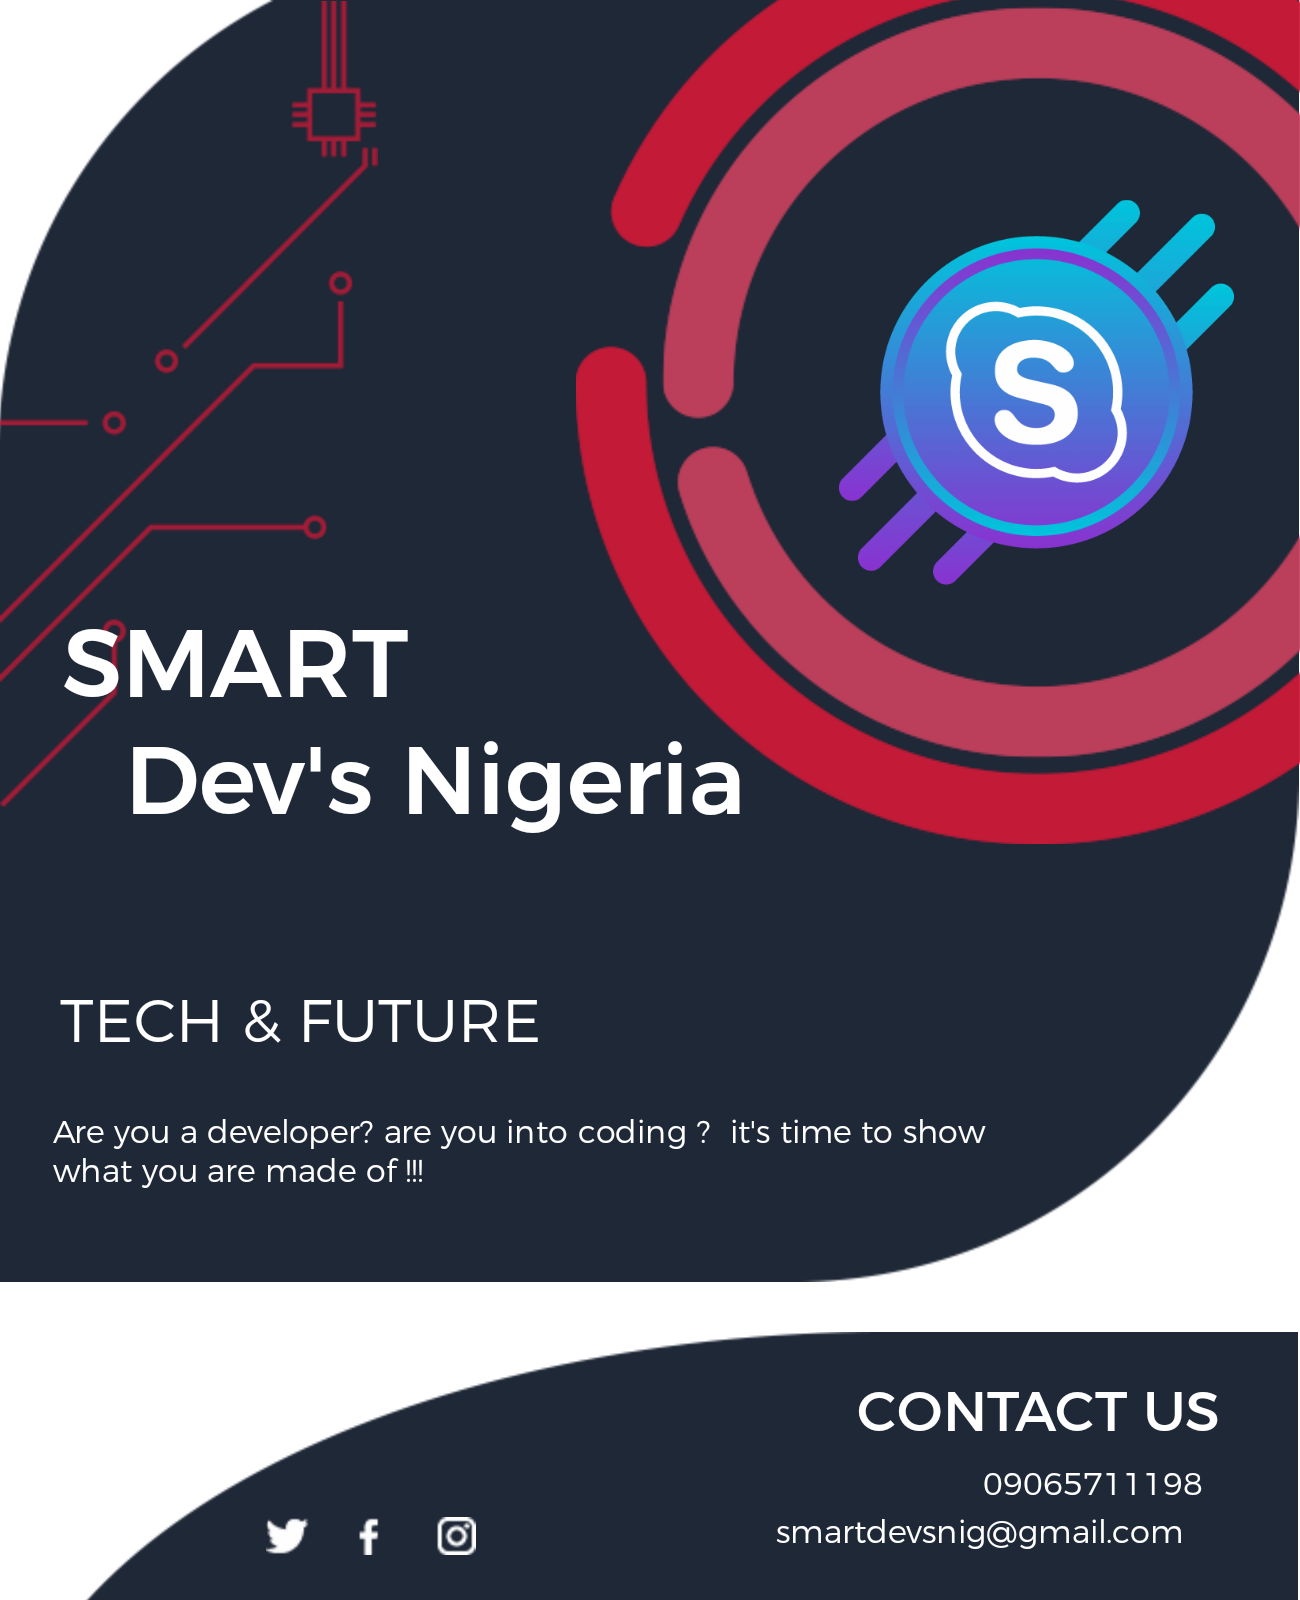 S
SMART
Dev's Nigeria
TECH & FUTURE
Are you a developer? are you into coding ?  it's time to show
what you are made of !!!
CONTACT US
09065711198
smartdevsnig@gmail.com